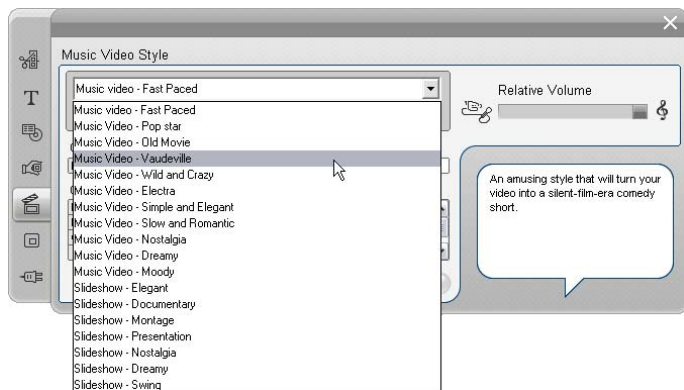 Music Video Style
Music video - Fast Paced
Relative Volume
Music video - Fast Paced
Music Video - Pop star
Music Video - Old Movie
Music Video - Vaudeville
Music Video - Wild and Crazy
Music Video - Electra
Music Video - Simple and Elegant
Music Video - Slow and Romantic
Music Video - Nostalgia
Music Video - Dreamy
Music Video - Moody
Slideshow - Elegant
Slideshow - Documentary
Slideshow - Montage
Slideshow - Presentation
Slideshow - Nostalgia
Slideshow - Dreamy
Slideshow - Swing
An amusing style that will turn your
video into a silent-film-era comedy
short.